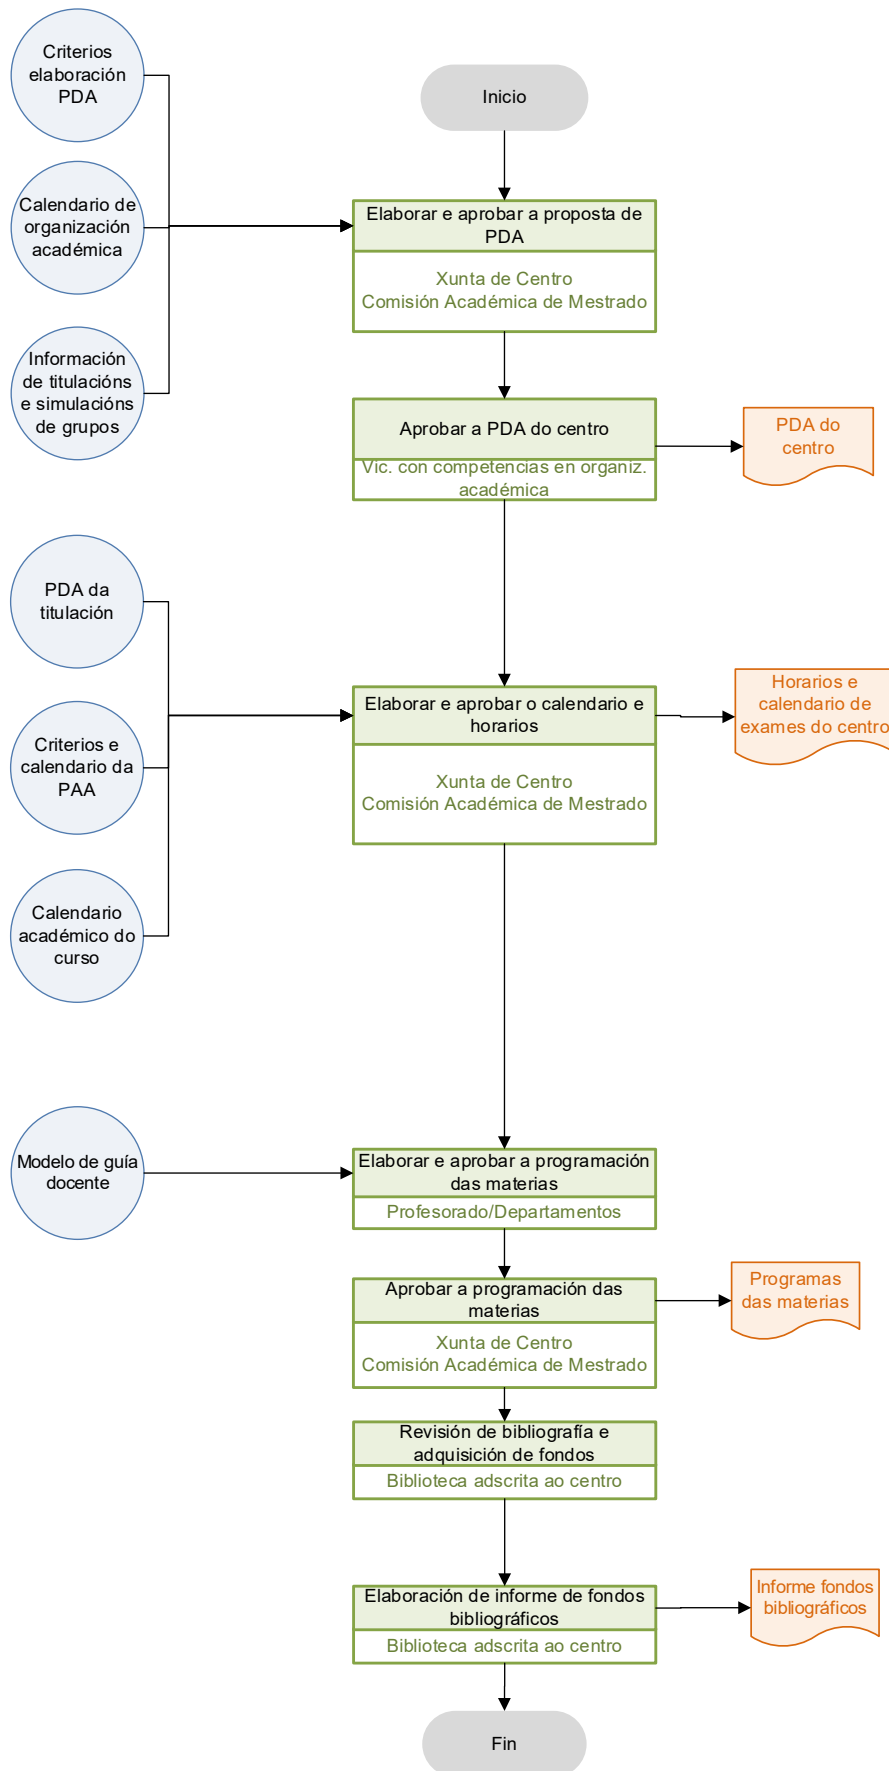 Criterios
elaboración
PDA
Inicio
Calendario de
organización
académica
Elaborar e aprobar a proposta de
PDA
Xunta de Centro
Comisión Académica de Mestrado
Información
de titulacións
e simulacións
de grupos
Aprobar a PDA do centro
Vic. con competencias en organiz.
académica
PDA do
centro
PDA da
titulación
Elaborar e aprobar o calendario e
horarios
Xunta de Centro
Comisión Académica de Mestrado
Horarios e
calendario de
exames do centro
Criterios e
calendario da
PAA
Calendario
académico do
curso
Modelo de guía
docente
Elaborar e aprobar a programación
das materias
Profesorado/Departamentos
Aprobar a programación das
materias
Xunta de Centro
Comisión Académica de Mestrado
Programas
das materias
Revisión de bibliografía e
adquisición de fondos
Biblioteca adscrita ao centro
Elaboración de informe de fondos
bibliográficos
Biblioteca adscrita ao centro
Informe fondos
bibliográficos
Fin